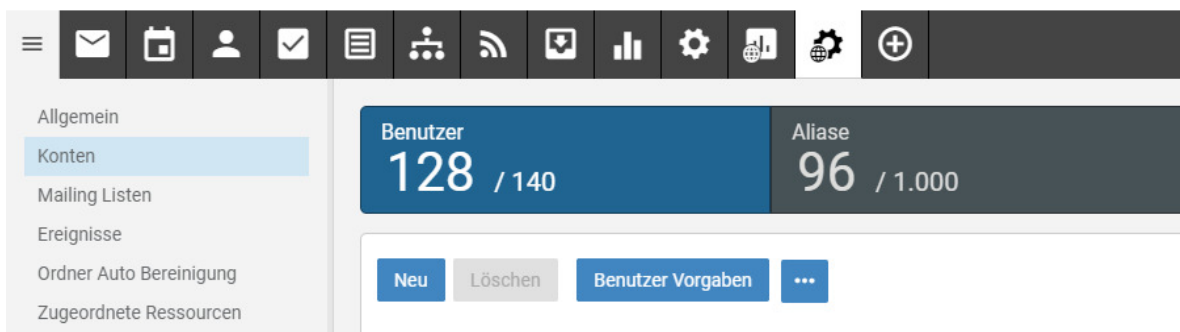 Allgemein
Konten
Mailing Listen
Ereignisse
Ordner Auto Bereinigung
Zugeordnete Ressourcen
Benutzer
128 / 140
Aliase
96 / 1.000
Neu
Löschen
Benutzer Vorgaben